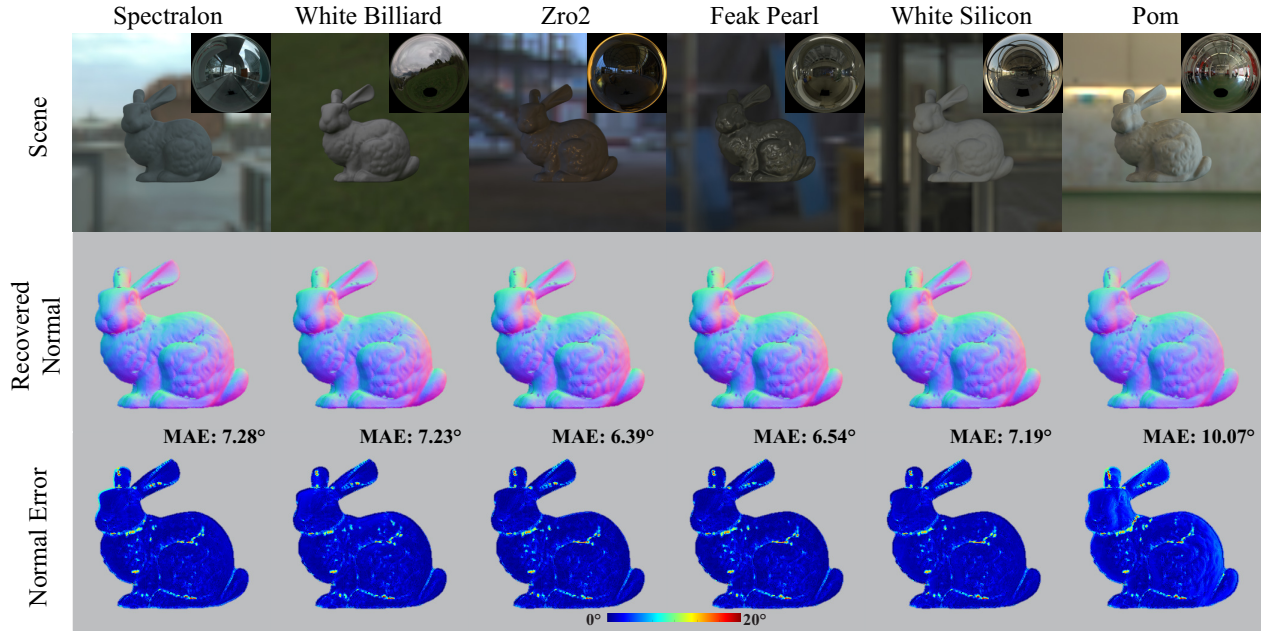 Spectralon White Billiard Zro2 Feak Pearl White Silicon Pom
Scene
Recovered
Normal
MAE: 7.28° MAE: 7.23° MAE: 6.39° MAE: 6.54° MAE: 7.19° MAE: 10.07°
Normal Error
0° 20°